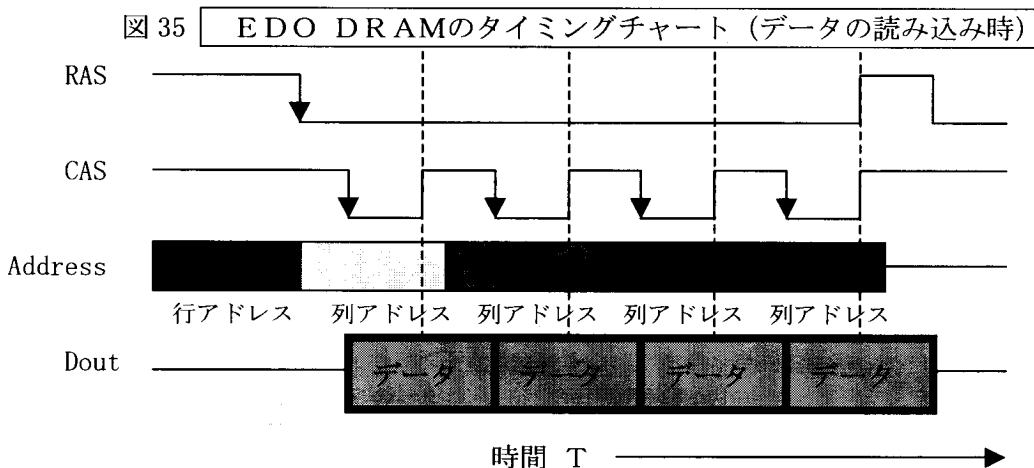 図 35 EDO DRAMのタイミングチャート (データの読み込み時)
RAS
CAS
Address
行アドレス 列アドレス 列アドレス 列アドレス 列アドレス
Dout データ データ データ データ
時間 T